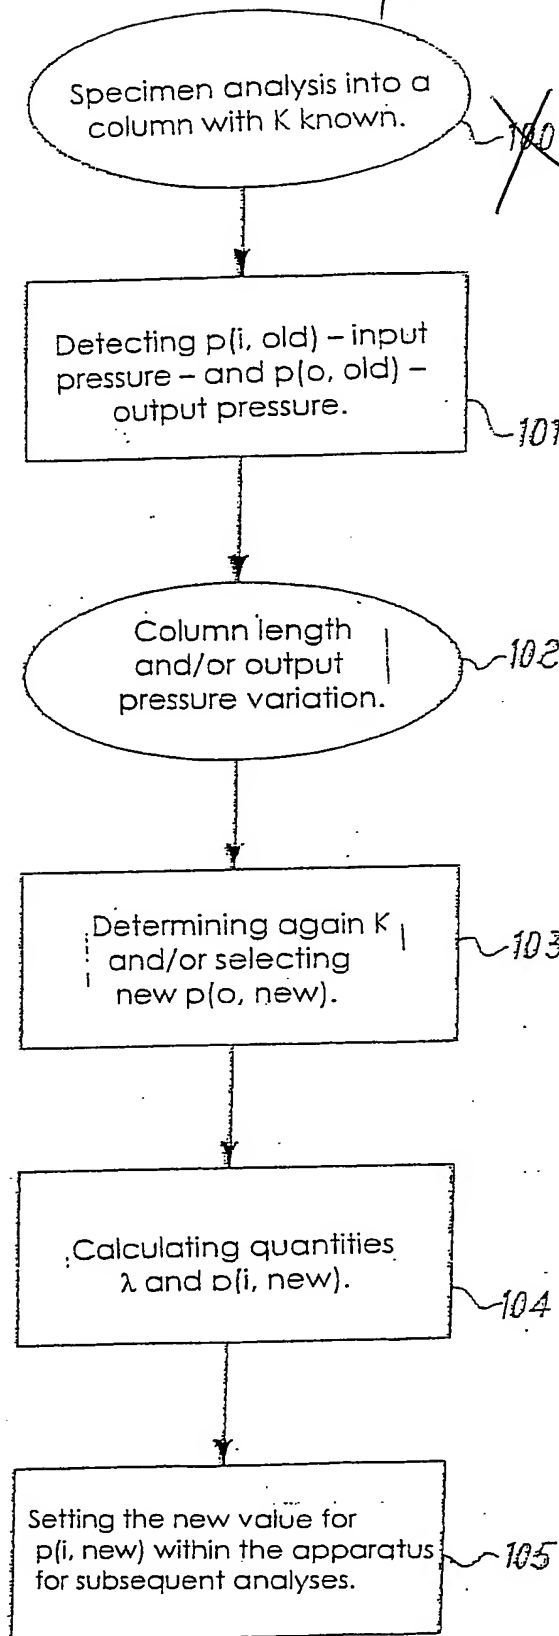 Specimen analysis into a
column with K known.
100
Detecting p(i, old) – input
pressure – and p(o, old) –
output pressure.
101
Column length
and/or output
pressure variation.
102
Determining again K
and/or selecting
new p(o, new).
103
Calculating quantities
λ and p(i, new).
104
Setting the new value for
p(i, new) within the apparatus
for subsequent analyses.
105